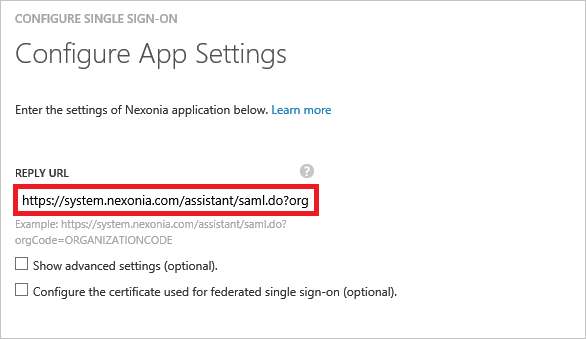 CONFIGURE SINGLE SIGN-ON
Configure App Settings
Enter the settings of Nexonia application below. Learn more
REPLY URL ?
https://system.nexonia.com/assistant/saml.do?org
Example: https://system.nexonia.com/assistant/saml.do?
orgCode=ORGANIZATIONCODE
Show advanced settings (optional).
Configure the certificate used for federated single sign-on (optional).